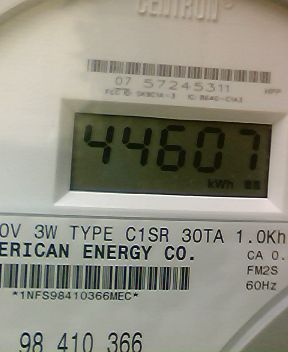 CENTRON
07 57245311
HPP
44607
kWh
0V 3W TYPE C1SR 30TA 1.0Kh
ERICAN ENERGY CO.
CA 0.
FM2S
*1NFS98410366MEC*
60Hz
98 410 366